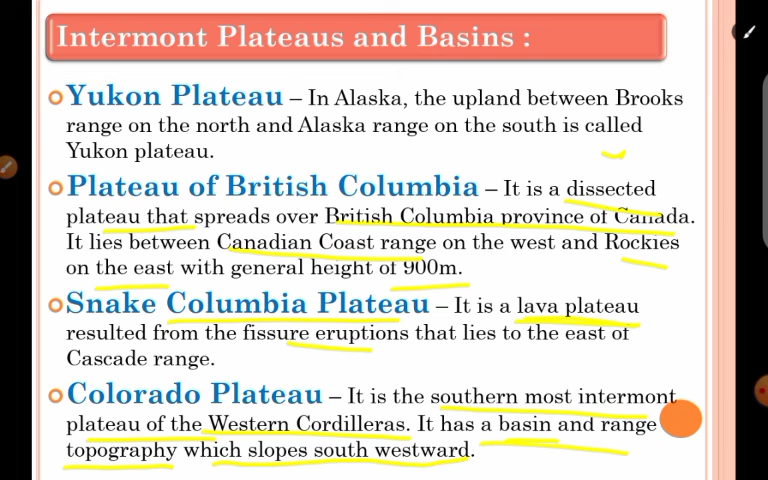 Intermont Plateaus and Basins :
Yukon Plateau – In Alaska, the upland between Brooks
range on the north and Alaska range on the south is called
Yukon plateau.
Plateau of British Columbia – It is a dissected
plateau that spreads over British Columbia province of Canada.
It lies between Canadian Coast range on the west and Rockies
on the east with general height of 900m.
Snake Columbia Plateau – It is a lava plateau
resulted from the fissure eruptions that lies to the east of
Cascade range.
Colorado Plateau – It is the southern most intermont
plateau of the Western Cordilleras. It has a basin and range
topography which slopes south westward.